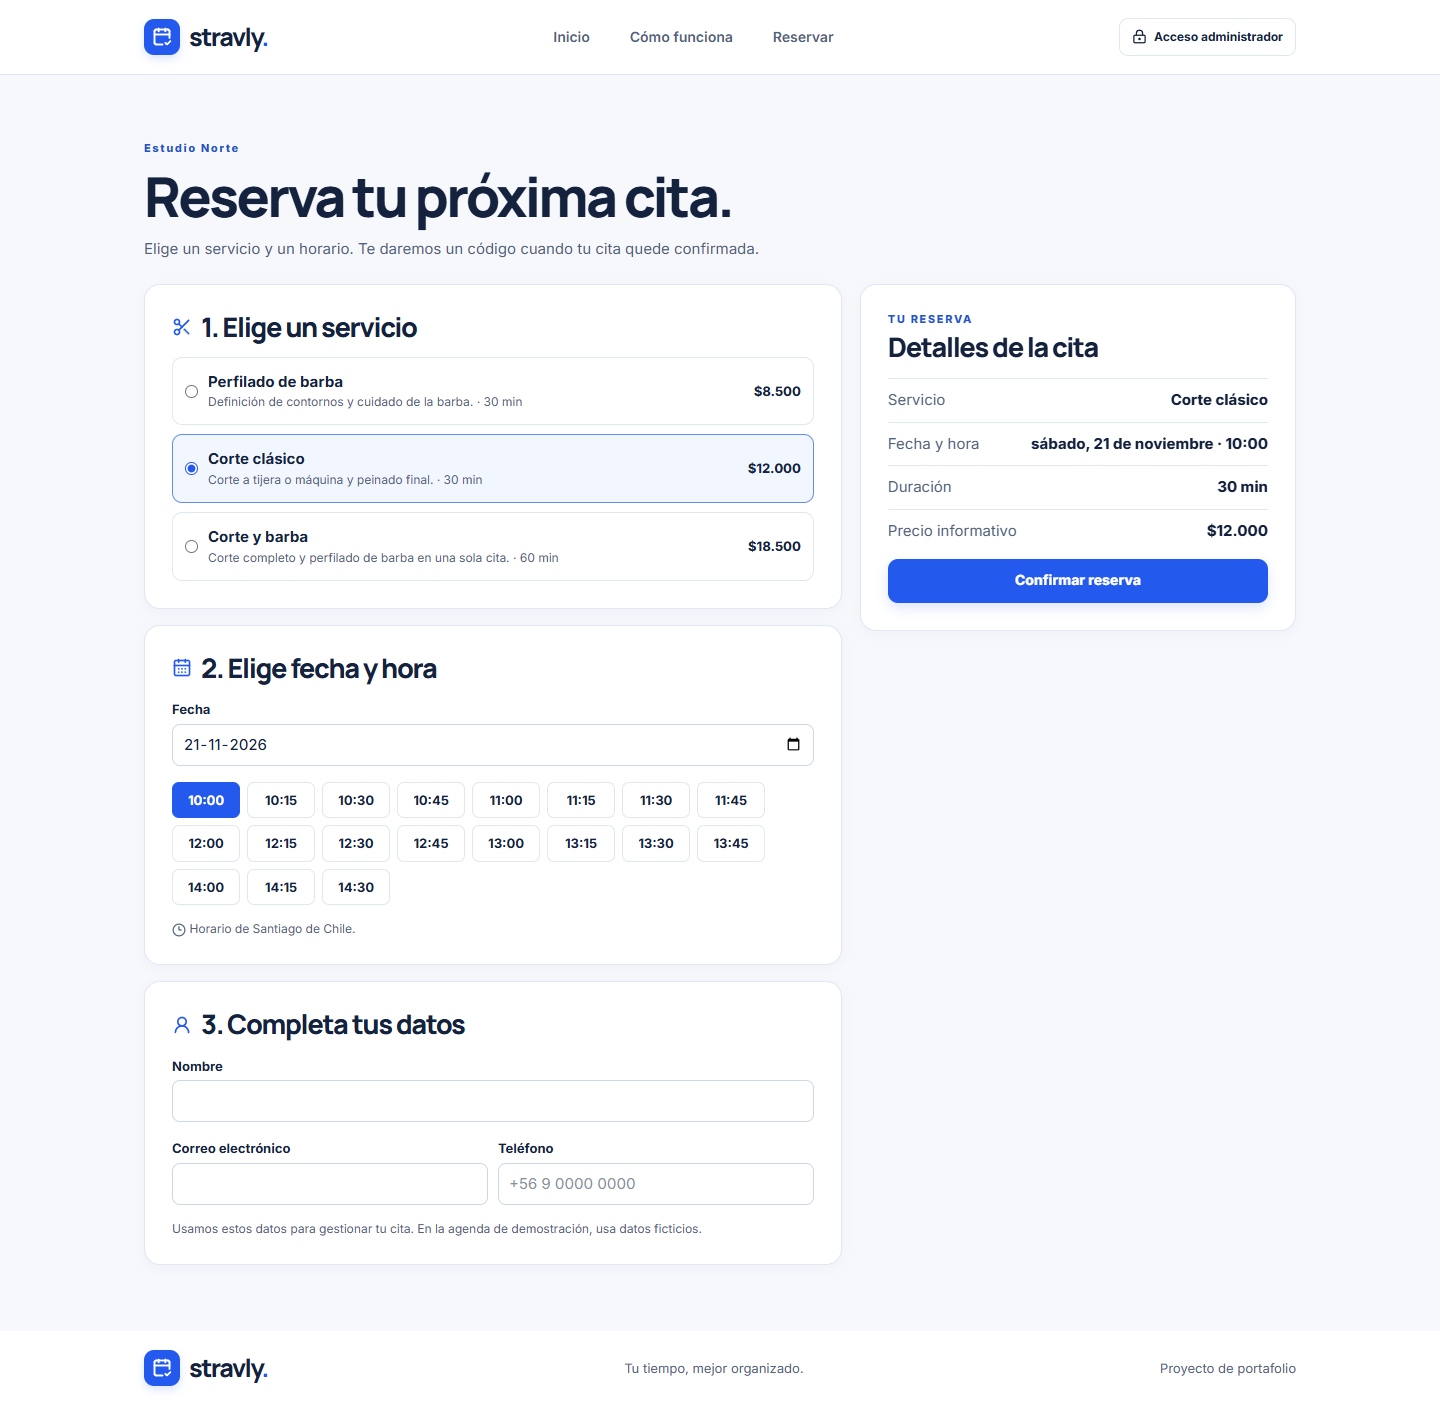 stravly.
Inicio
Cómo funciona
Reservar
Acceso administrador
Estudio Norte
Reserva tu próxima cita.
Elige un servicio y un horario. Te daremos un código cuando tu cita quede confirmada.
1. Elige un servicio
Perfilado de barba
Definición de contornos y cuidado de la barba. · 30 min
$8.500
Corte clásico
Corte a tijera o máquina y peinado final. · 30 min
$12.000
Corte y barba
Corte completo y perfilado de barba en una sola cita. · 60 min
$18.500
2. Elige fecha y hora
Fecha
21-11-2026
10:00 10:15 10:30 10:45 11:00 11:15 11:30 11:45
12:00 12:15 12:30 12:45 13:00 13:15 13:30 13:45
14:00 14:15 14:30
Horario de Santiago de Chile.
3. Completa tus datos
Nombre
Correo electrónico
Teléfono
+56 9 0000 0000
Usamos estos datos para gestionar tu cita. En la agenda de demostración, usa datos ficticios.
TU RESERVA
Detalles de la cita
Servicio Corte clásico
Fecha y hora sábado, 21 de noviembre · 10:00
Duración 30 min
Precio informativo $12.000
Confirmar reserva
stravly.
Tu tiempo, mejor organizado.
Proyecto de portafolio